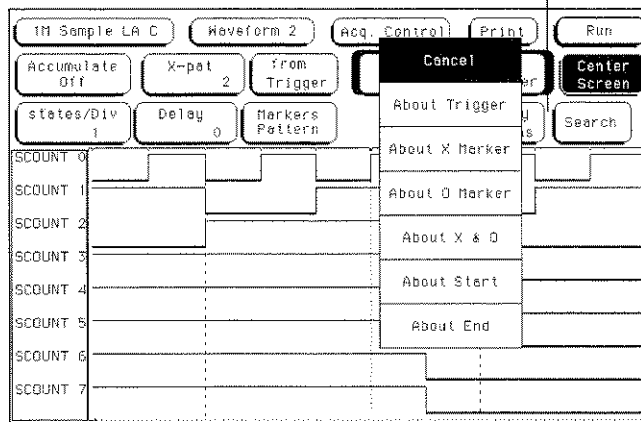 1M Sample LA C Waveform 2 Acq. Control Print Run
Accumulate Off X-pat 2 from Trigger Center Screen
states/Div 1 Delay 0 Markers Pattern Search
Cancel
About Trigger
About X Marker
About O Marker
About X & O
About Start
About End
SCOUNT 0
SCOUNT 1
SCOUNT 2
SCOUNT 3
SCOUNT 4
SCOUNT 5
SCOUNT 6
SCOUNT 7